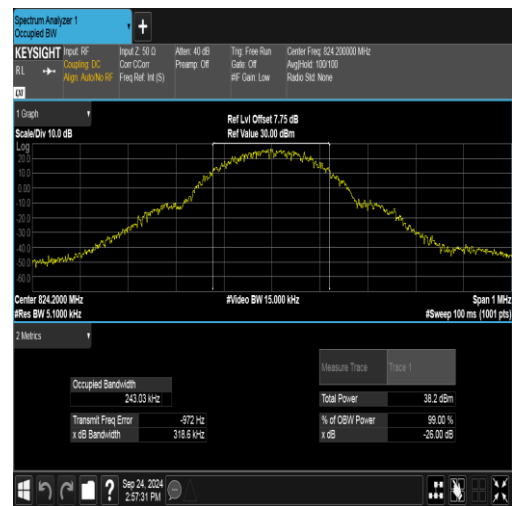 Spectrum Analyzer 1
Occupied BW
+
KEYSIGHT Input: RF Input Z: 50 Ω Atten: 40 dB Trig: Free Run Center Freq: 824.200000 MHz
RL Coupling: DC Corr CCorr Preamp: Off Gate: Off Avg|Hold: 100/100
Align: Auto/No RF Freq Ref: Int (S) #IF Gain: Low Radio Std: None
1 Graph
Ref Lvl Offset 7.75 dB
Scale/Div 10.0 dB Ref Value 30.00 dBm
Log
20.0
10.0
0.00
-10.0
-20.0
-30.0
-40.0
-50.0
-60.0
Center 824.2000 MHz #Video BW 15.000 kHz Span 1 MHz
#Res BW 5.1000 kHz #Sweep 100 ms (1001 pts)
2 Metrics
Measure Trace Trace 1
Occupied Bandwidth
243.03 kHz Total Power 38.2 dBm
Transmit Freq Error -972 Hz % of OBW Power 99.00 %
x dB Bandwidth 318.6 kHz x dB -26.00 dB
? Sep 24, 2024
2:57:31 PM